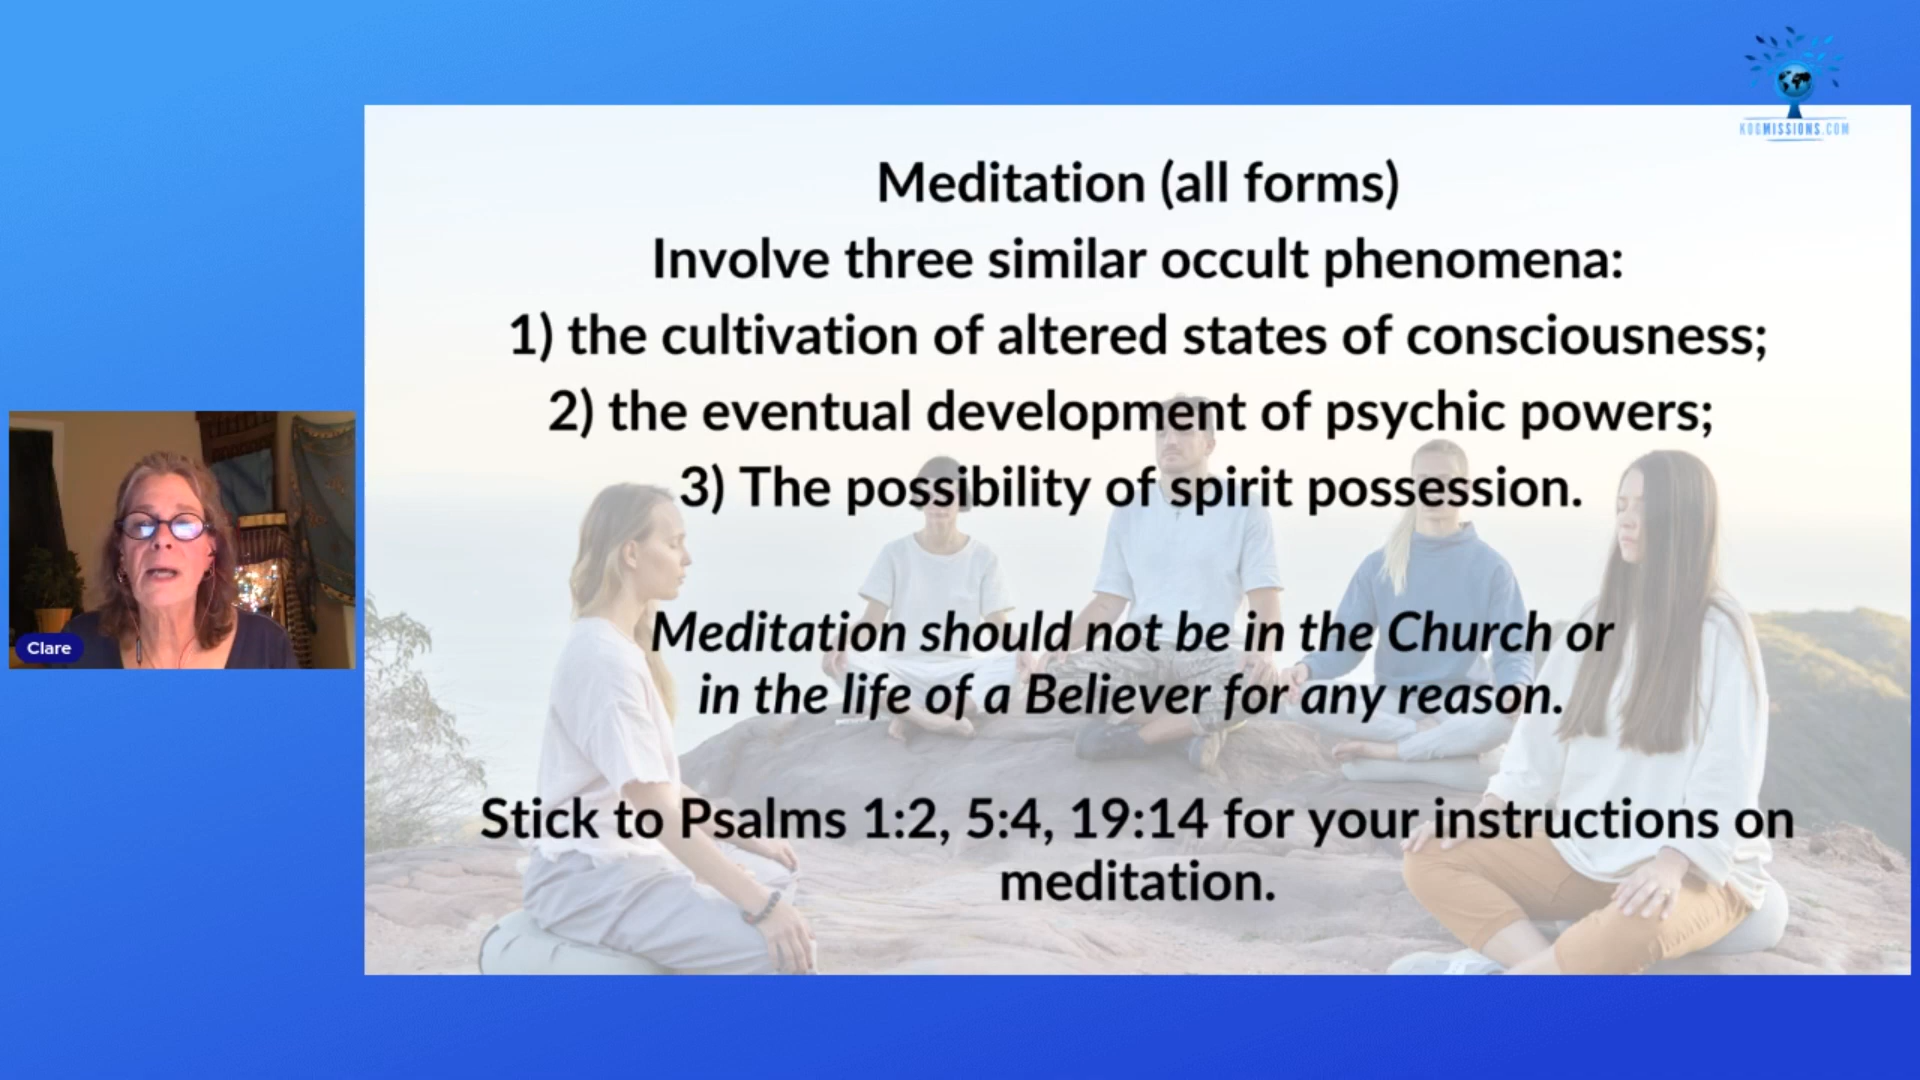 KOGMISSIONS.COM
Meditation (all forms)
Involve three similar occult phenomena:
1) the cultivation of altered states of consciousness;
2) the eventual development of psychic powers;
3) The possibility of spirit possession.
Meditation should not be in the Church or
in the life of a Believer for any reason.
Stick to Psalms 1:2, 5:4, 19:14 for your instructions on
meditation.
Clare